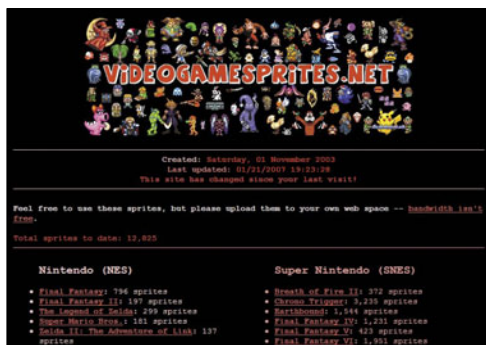 ViDEOGAMESPRiTES.NET
Created: Saturday, 01 November 2003
Last updated: 01/21/2007 19:23:28
This site has changed since your last visit!
Feel free to use these sprites, but please upload them to your own web space -- bandwidth isn't
free.
Total sprites to date: 12,825
Nintendo (NES)
Final Fantasy: 796 sprites
Final Fantasy II: 197 sprites
The Legend of Zelda: 299 sprites
Super Mario Bros.: 181 sprites
Zelda II: The Adventure of Link: 137
sprites
Super Nintendo (SNES)
Breath of Fire II: 372 sprites
Chrono Trigger: 3,235 sprites
Earthbound: 1,544 sprites
Final Fantasy IV: 1,231 sprites
Final Fantasy V: 423 sprites
Final Fantasy VI: 1,951 sprites